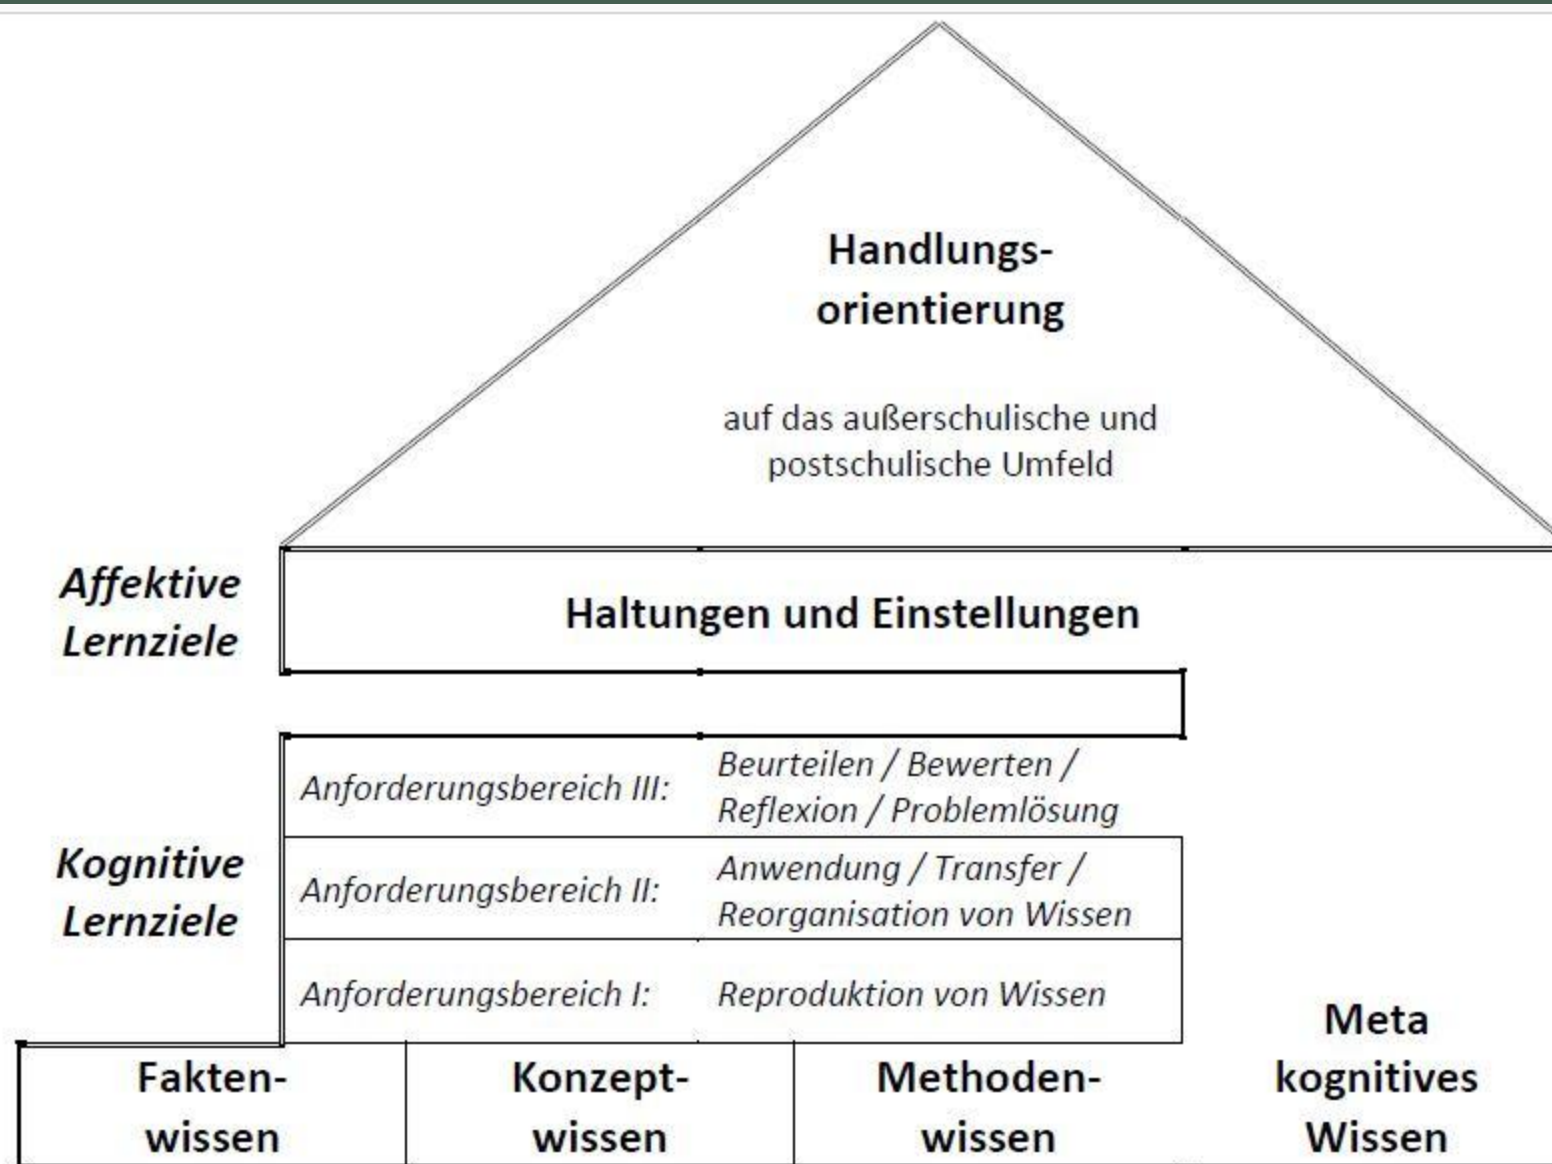 Handlungs-
orientierung
auf das außerschulische und
postschulische Umfeld
Affektive
Lernziele
Haltungen und Einstellungen
Kognitive
Lernziele
Anforderungsbereich III:
Beurteilen / Bewerten /
Reflexion / Problemlösung
Anforderungsbereich II:
Anwendung / Transfer /
Reorganisation von Wissen
Anforderungsbereich I:
Reproduktion von Wissen
Fakten-
wissen
Konzept-
wissen
Methoden-
wissen
Meta
kognitives
Wissen